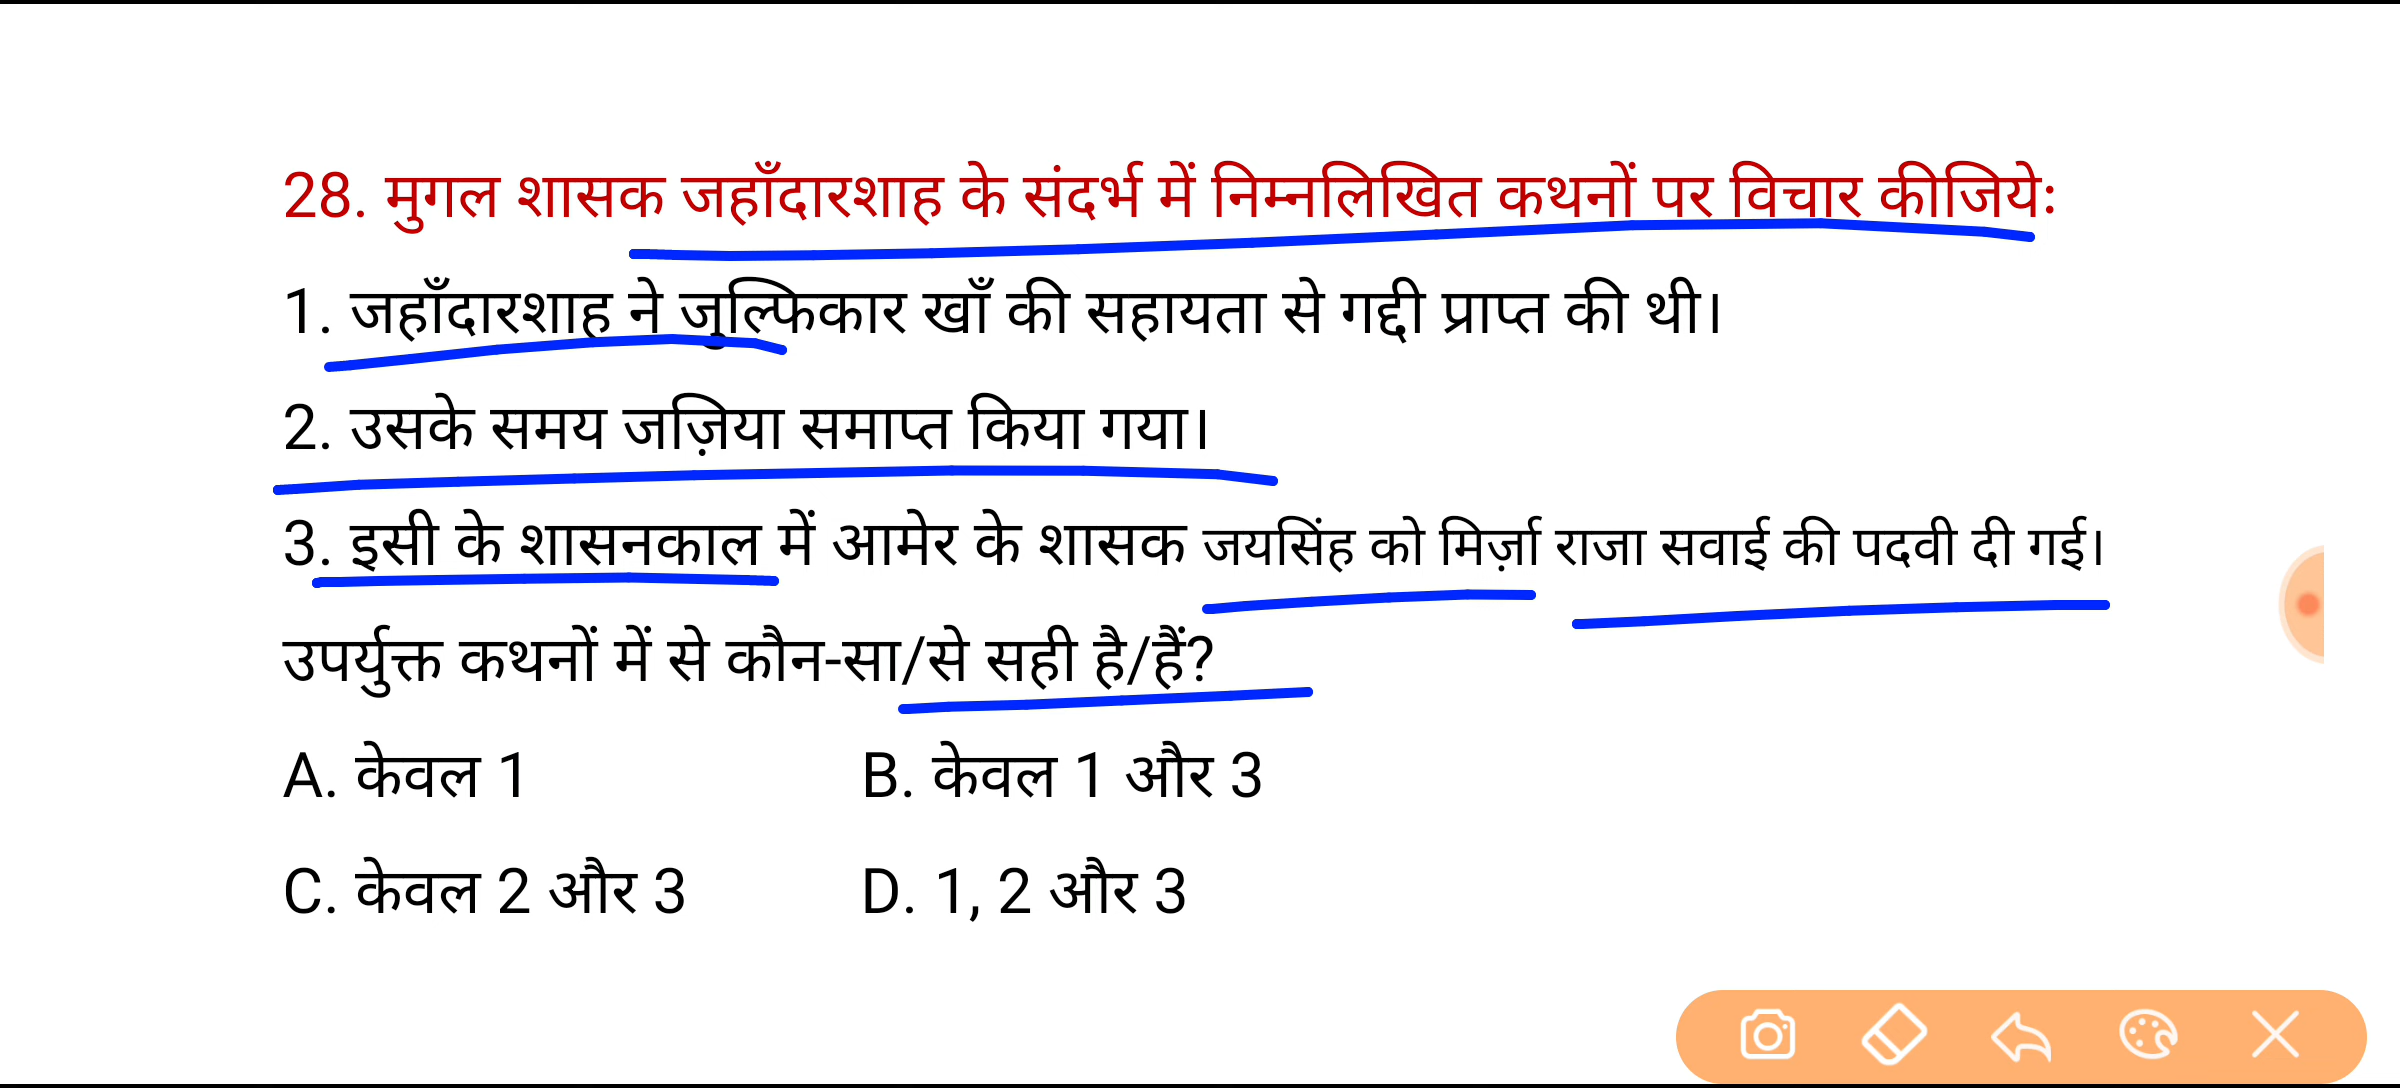 28. मुगल शासक जहाँदारशाह के संदर्भ में निम्नलिखित कथनों पर विचार कीजियेः
1. जहाँदारशाह ने जुल्फिकार खाँ की सहायता से गद्दी प्राप्त की थी।
2. उसके समय जज़िया समाप्त किया गया।
3. इसी के शासनकाल में आमेर के शासक जयसिंह को मिर्ज़ा राजा सवाई की पदवी दी गई।
उपर्युक्त कथनों में से कौन-सा/से सही है/हैं?
A. केवल 1 B. केवल 1 और 3
C. केवल 2 और 3 D. 1, 2 और 3